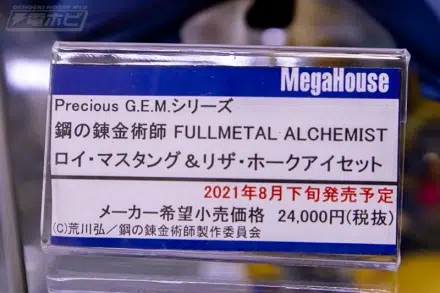 DENGEKI HOBBY WEB
電撃ホビー
MegaHouse
Precious G.E.M.シリーズ
鋼の錬金術師 FULLMETAL ALCHEMIST
ロイ・マスタング＆リザ・ホークアイセット
2021年8月下旬発売予定
メーカー希望小売価格 24,000円(税抜)
(C)荒川弘／鋼の錬金術師製作委員会